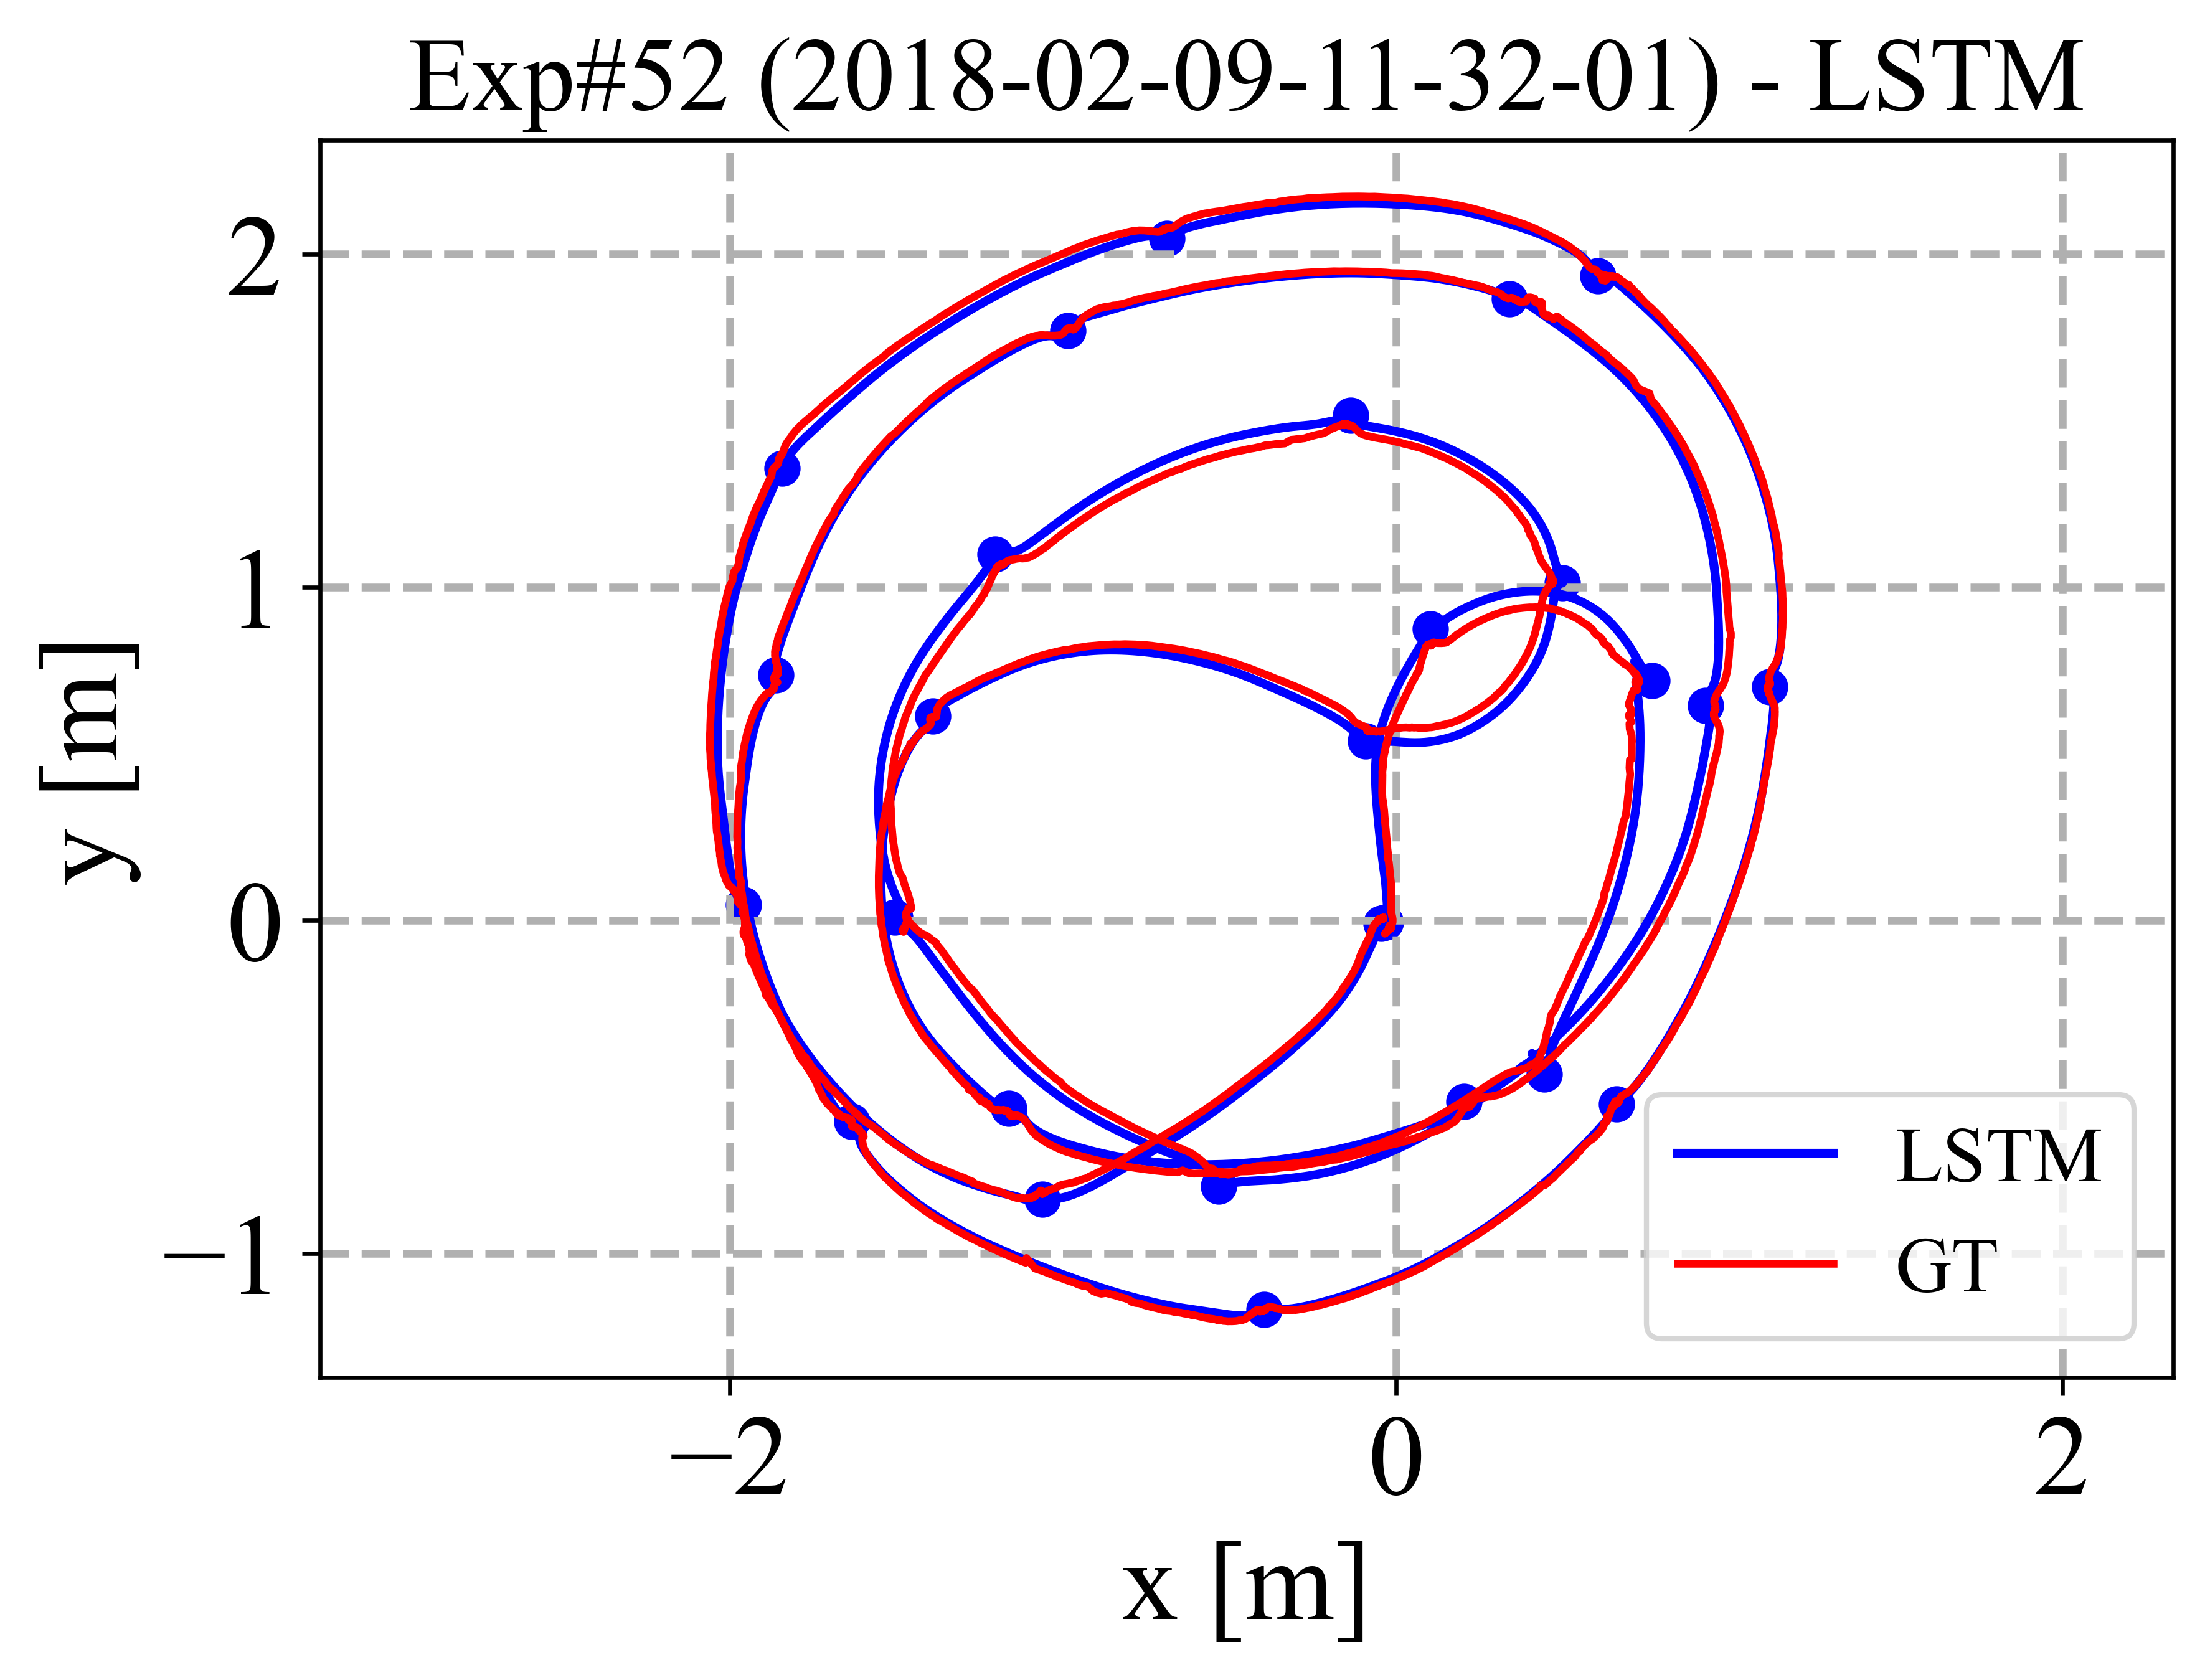 Exp#52 (2018-02-09-11-32-01) - LSTM
y [m]
2
1
0
−1
−2
0
2
x [m]
LSTM
GT